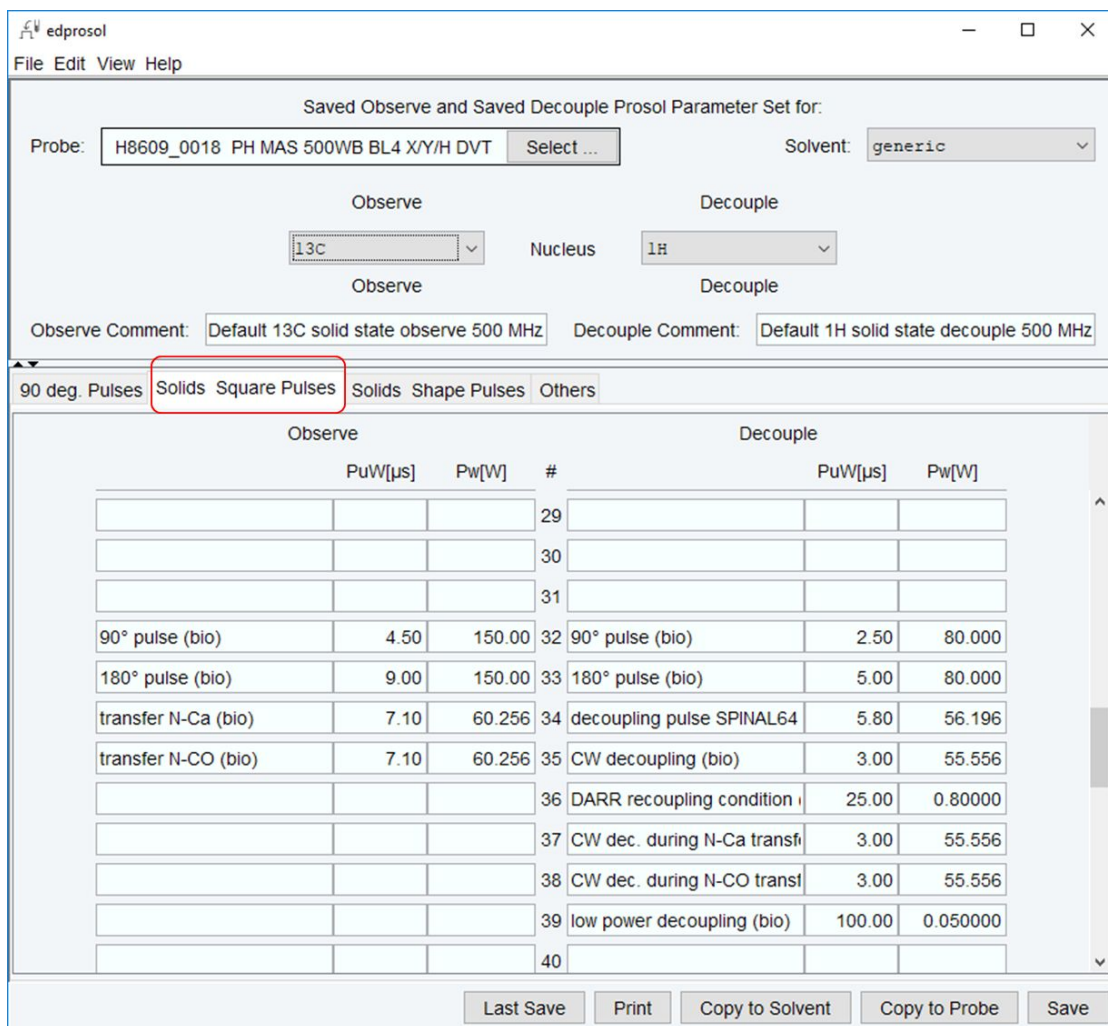 edprosol
File Edit View Help
Saved Observe and Saved Decouple Prosol Parameter Set for:
Probe: H8609_0018 PH MAS 500WB BL4 X/Y/H DVT Select ... Solvent: generic
Observe Decouple
13C Nucleus 1H
Observe Decouple
Observe Comment: Default 13C solid state observe 500 MHz Decouple Comment: Default 1H solid state decouple 500 MHz
90 deg. Pulses Solids Square Pulses Solids Shape Pulses Others
Observe Decouple
PuW[µs] Pw[W] # PuW[µs] Pw[W]
29
30
31
90° pulse (bio) 4.50 150.00 32 90° pulse (bio) 2.50 80.000
180° pulse (bio) 9.00 150.00 33 180° pulse (bio) 5.00 80.000
transfer N-Ca (bio) 7.10 60.256 34 decoupling pulse SPINAL64 5.80 56.196
transfer N-CO (bio) 7.10 60.256 35 CW decoupling (bio) 3.00 55.556
36 DARR recoupling condition 25.00 0.80000
37 CW dec. during N-Ca 3.00 55.556
38 CW dec. during N-CO 3.00 55.556
39 low power decoupling (bio) 100.00 0.050000
40
Last Save Print Copy to Solvent Copy to Probe Save